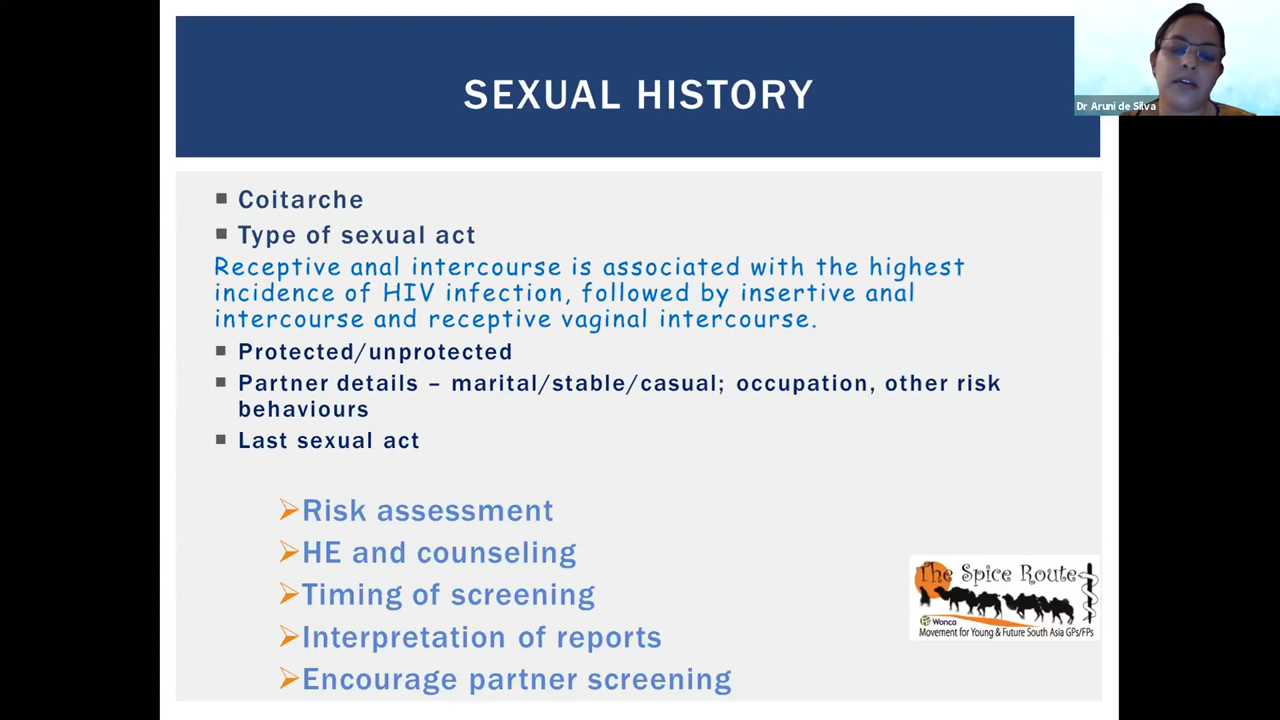 SEXUAL HISTORY
Dr Aruni de Silva
■ Coitarche
■ Type of sexual act
Receptive anal intercourse is associated with the highest
incidence of HIV infection, followed by insertive anal
intercourse and receptive vaginal intercourse.
■ Protected/unprotected
■ Partner details – marital/stable/casual; occupation, other risk
behaviours
■ Last sexual act
➢Risk assessment
➢HE and counseling
➢Timing of screening
➢Interpretation of reports
➢Encourage partner screening
The Spice Route
Wonca
Movement for Young & Future South Asia GPs/FPs